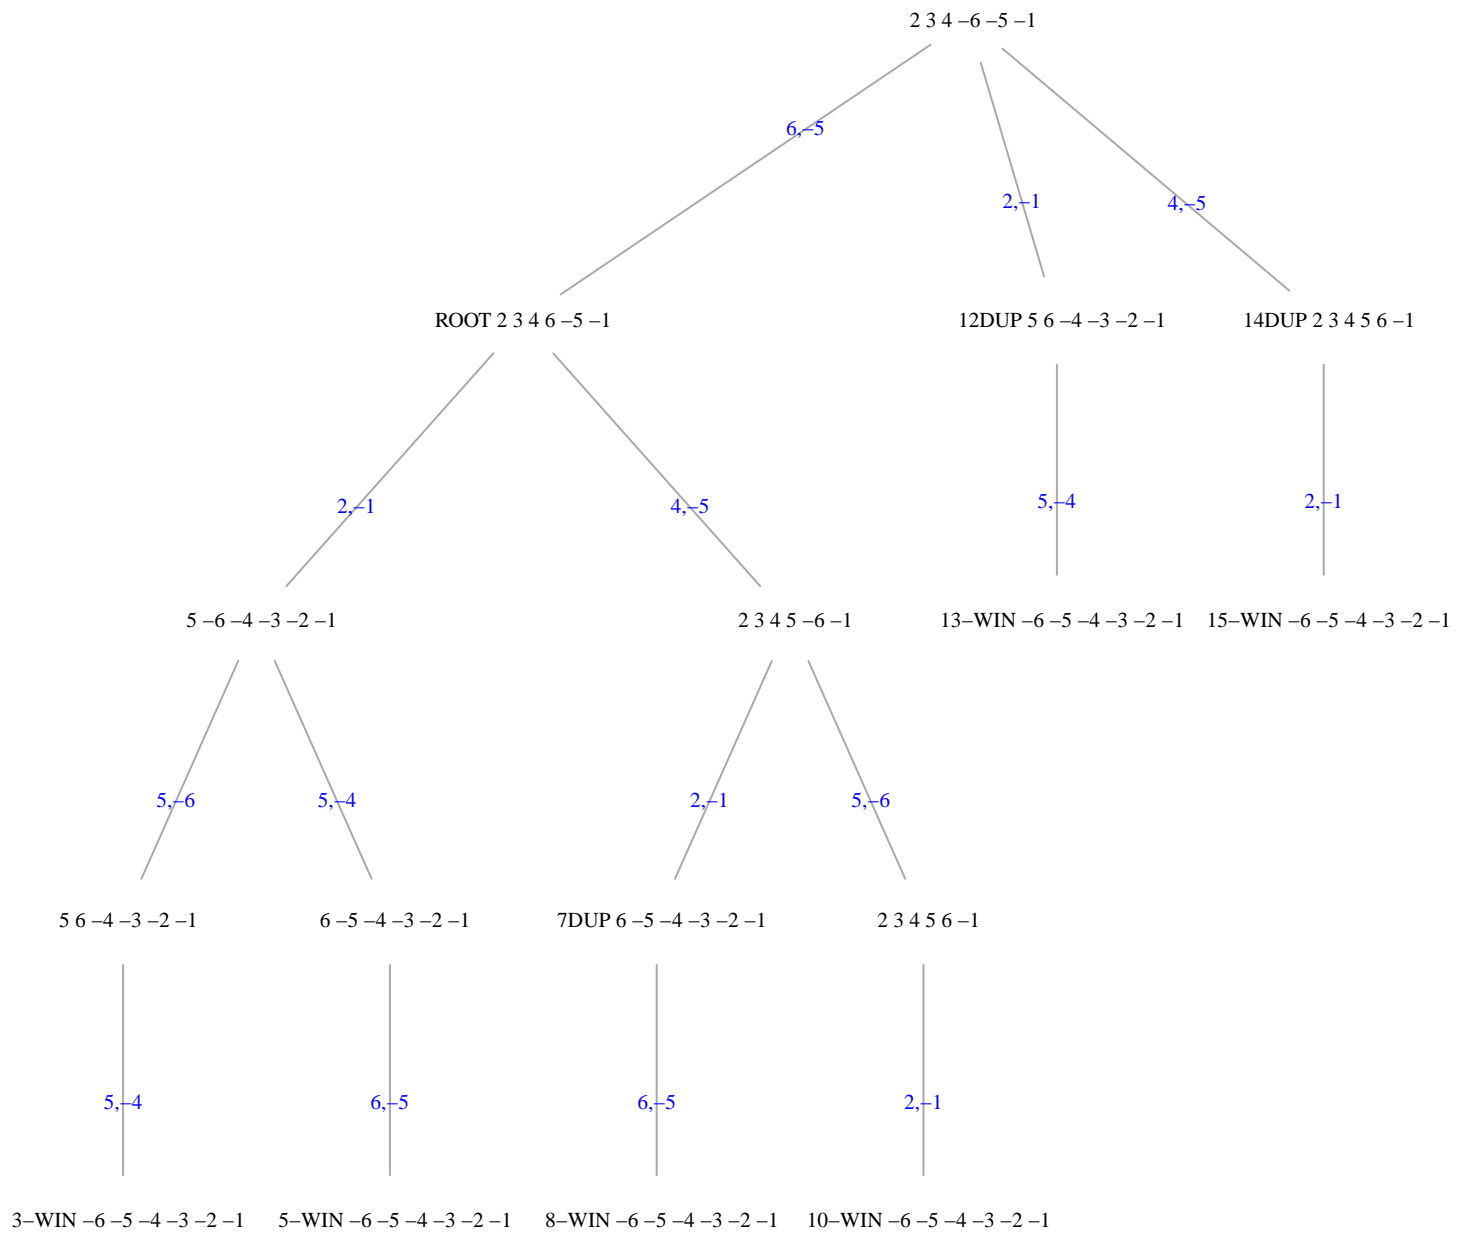 2 3 4 –6 –5 –1
6,–5
2,–1
4,–5
ROOT 2 3 4 6 –5 –1
12DUP 5 6 –4 –3 –2 –1
14DUP 2 3 4 5 6 –1
2,–1
4,–5
5,–4
2,–1
5 –6 –4 –3 –2 –1
2 3 4 5 –6 –1
13–WIN –6 –5 –4 –3 –2 –1
15–WIN –6 –5 –4 –3 –2 –1
5,–6
5,–4
2,–1
5,–6
5 6 –4 –3 –2 –1
6 –5 –4 –3 –2 –1
7DUP 6 –5 –4 –3 –2 –1
2 3 4 5 6 –1
5,–4
6,–5
6,–5
2,–1
3–WIN –6 –5 –4 –3 –2 –1
5–WIN –6 –5 –4 –3 –2 –1
8–WIN –6 –5 –4 –3 –2 –1
10–WIN –6 –5 –4 –3 –2 –1